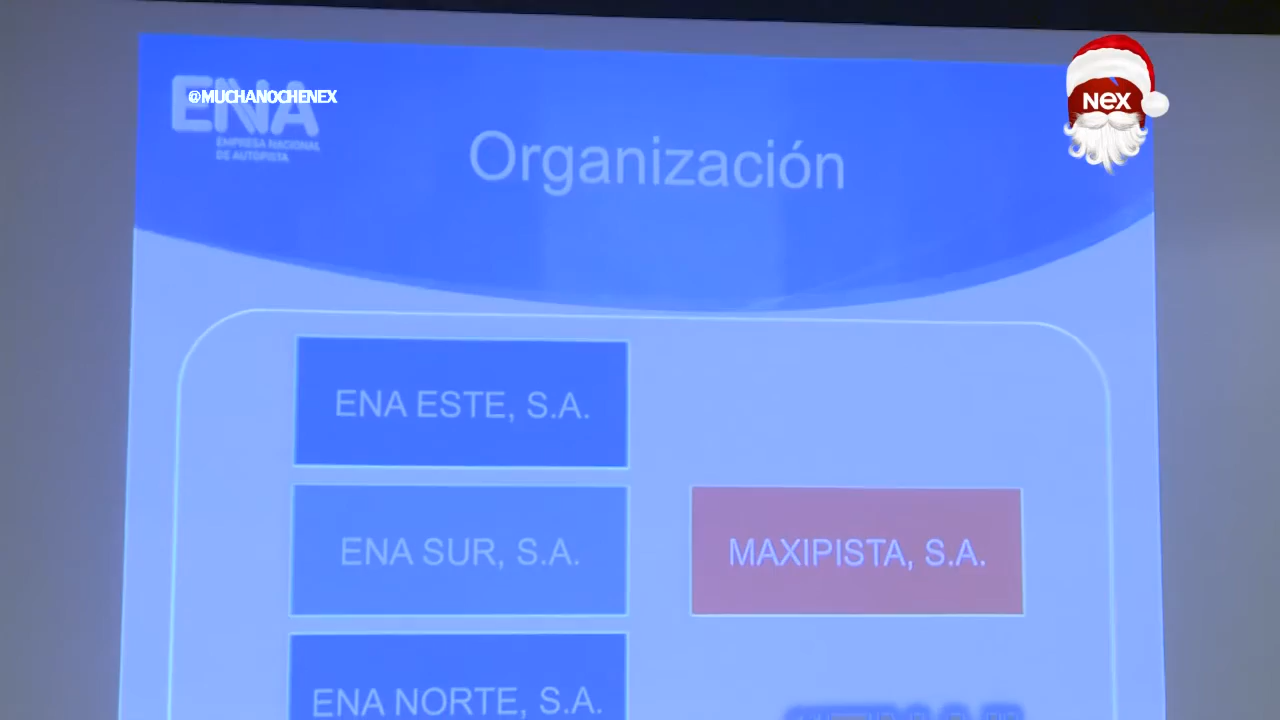 ENA
@MUCHANOCHENEX
EMPRESA NACIONAL
DE AUTOPISTA
Organización
NEX
ENA ESTE, S.A.
ENA SUR, S.A.
MAXIPISTA, S.A.
ENA NORTE, S.A.